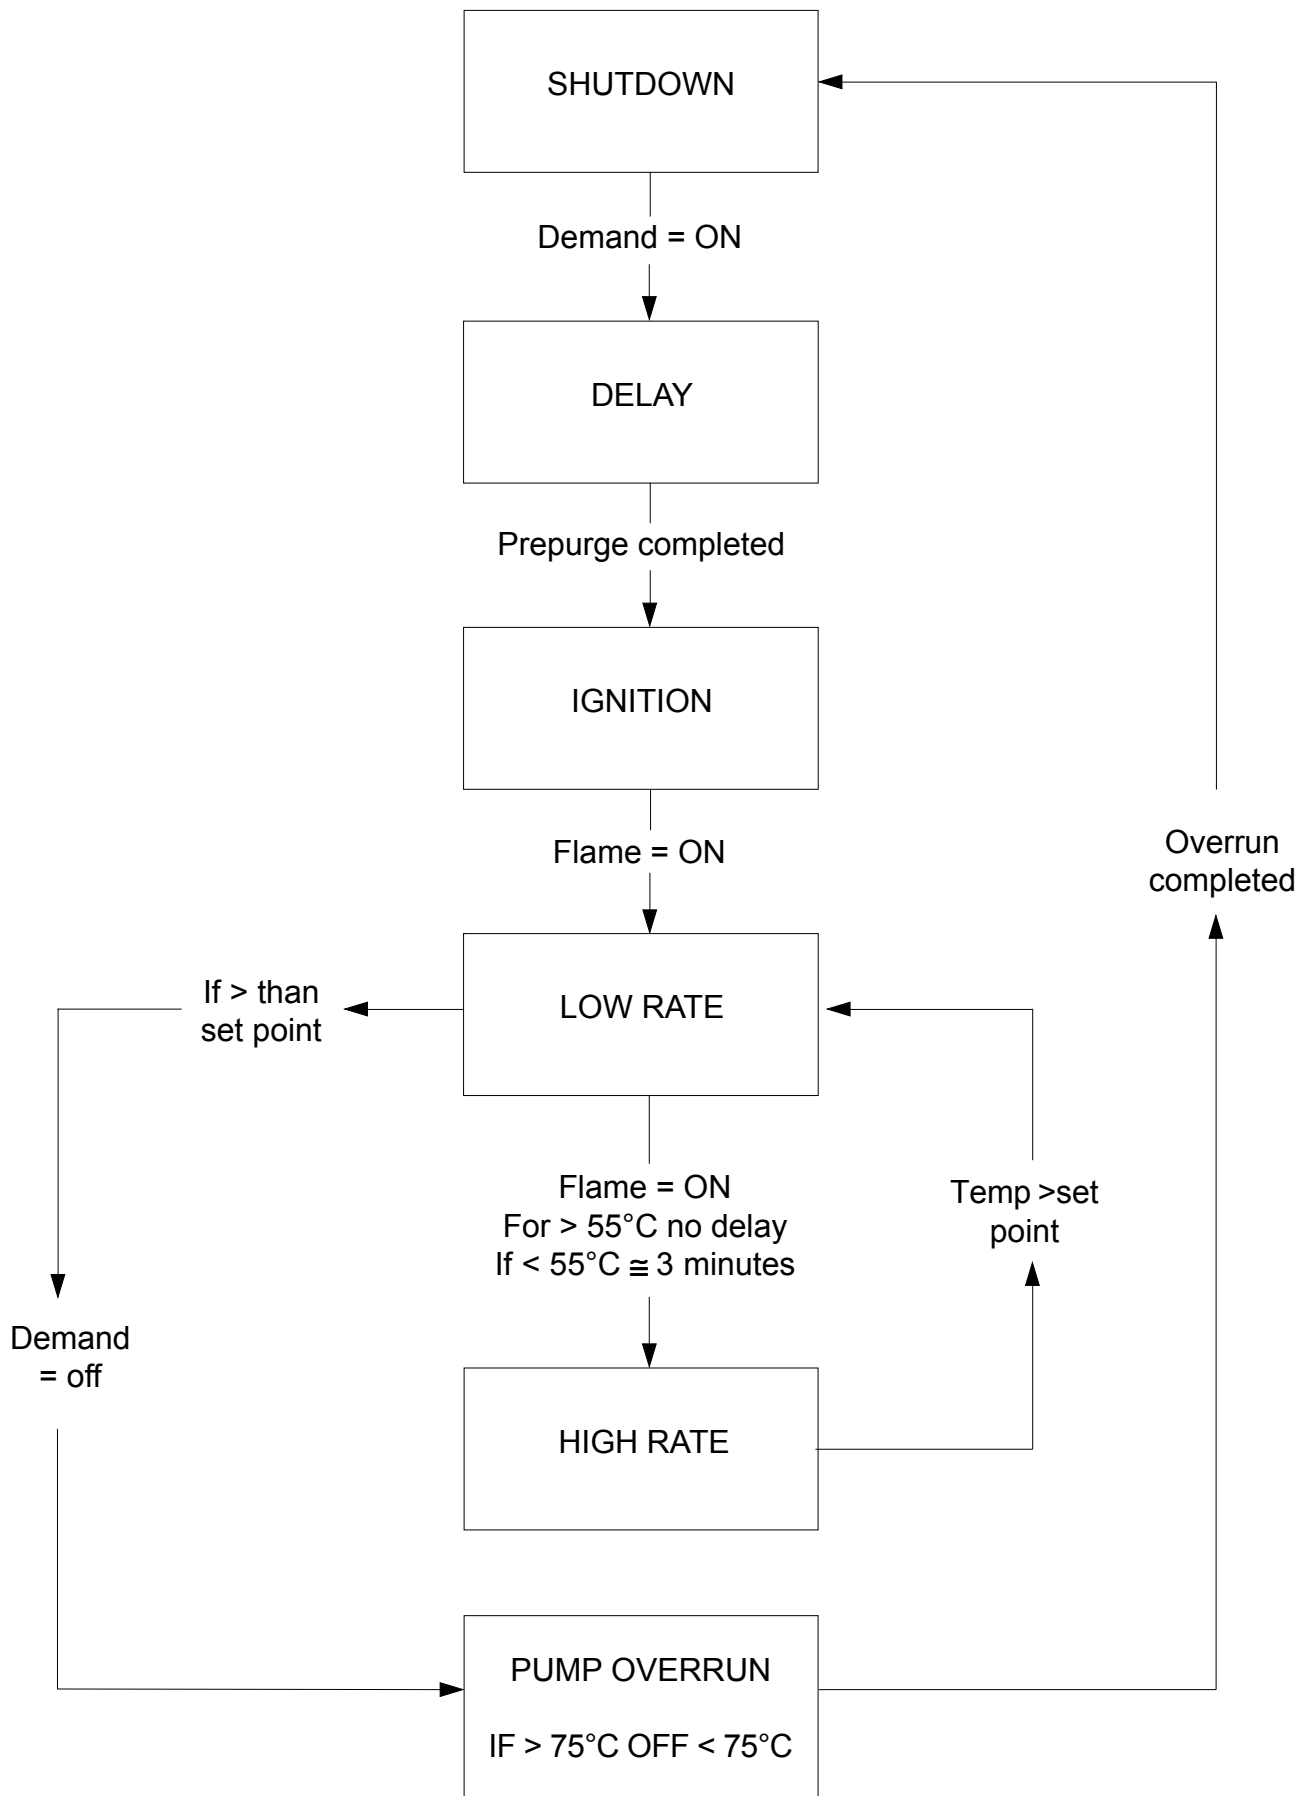 SHUTDOWN
Demand = ON
DELAY
Prepurge completed
IGNITION
Flame = ON
Overrun
completed
LOW RATE
If > than
set point
Flame = ON
For > 55°C no delay
If < 55°C ≅ 3 minutes
Temp >set
point
Demand
= off
HIGH RATE
PUMP OVERRUN
IF > 75°C OFF < 75°C